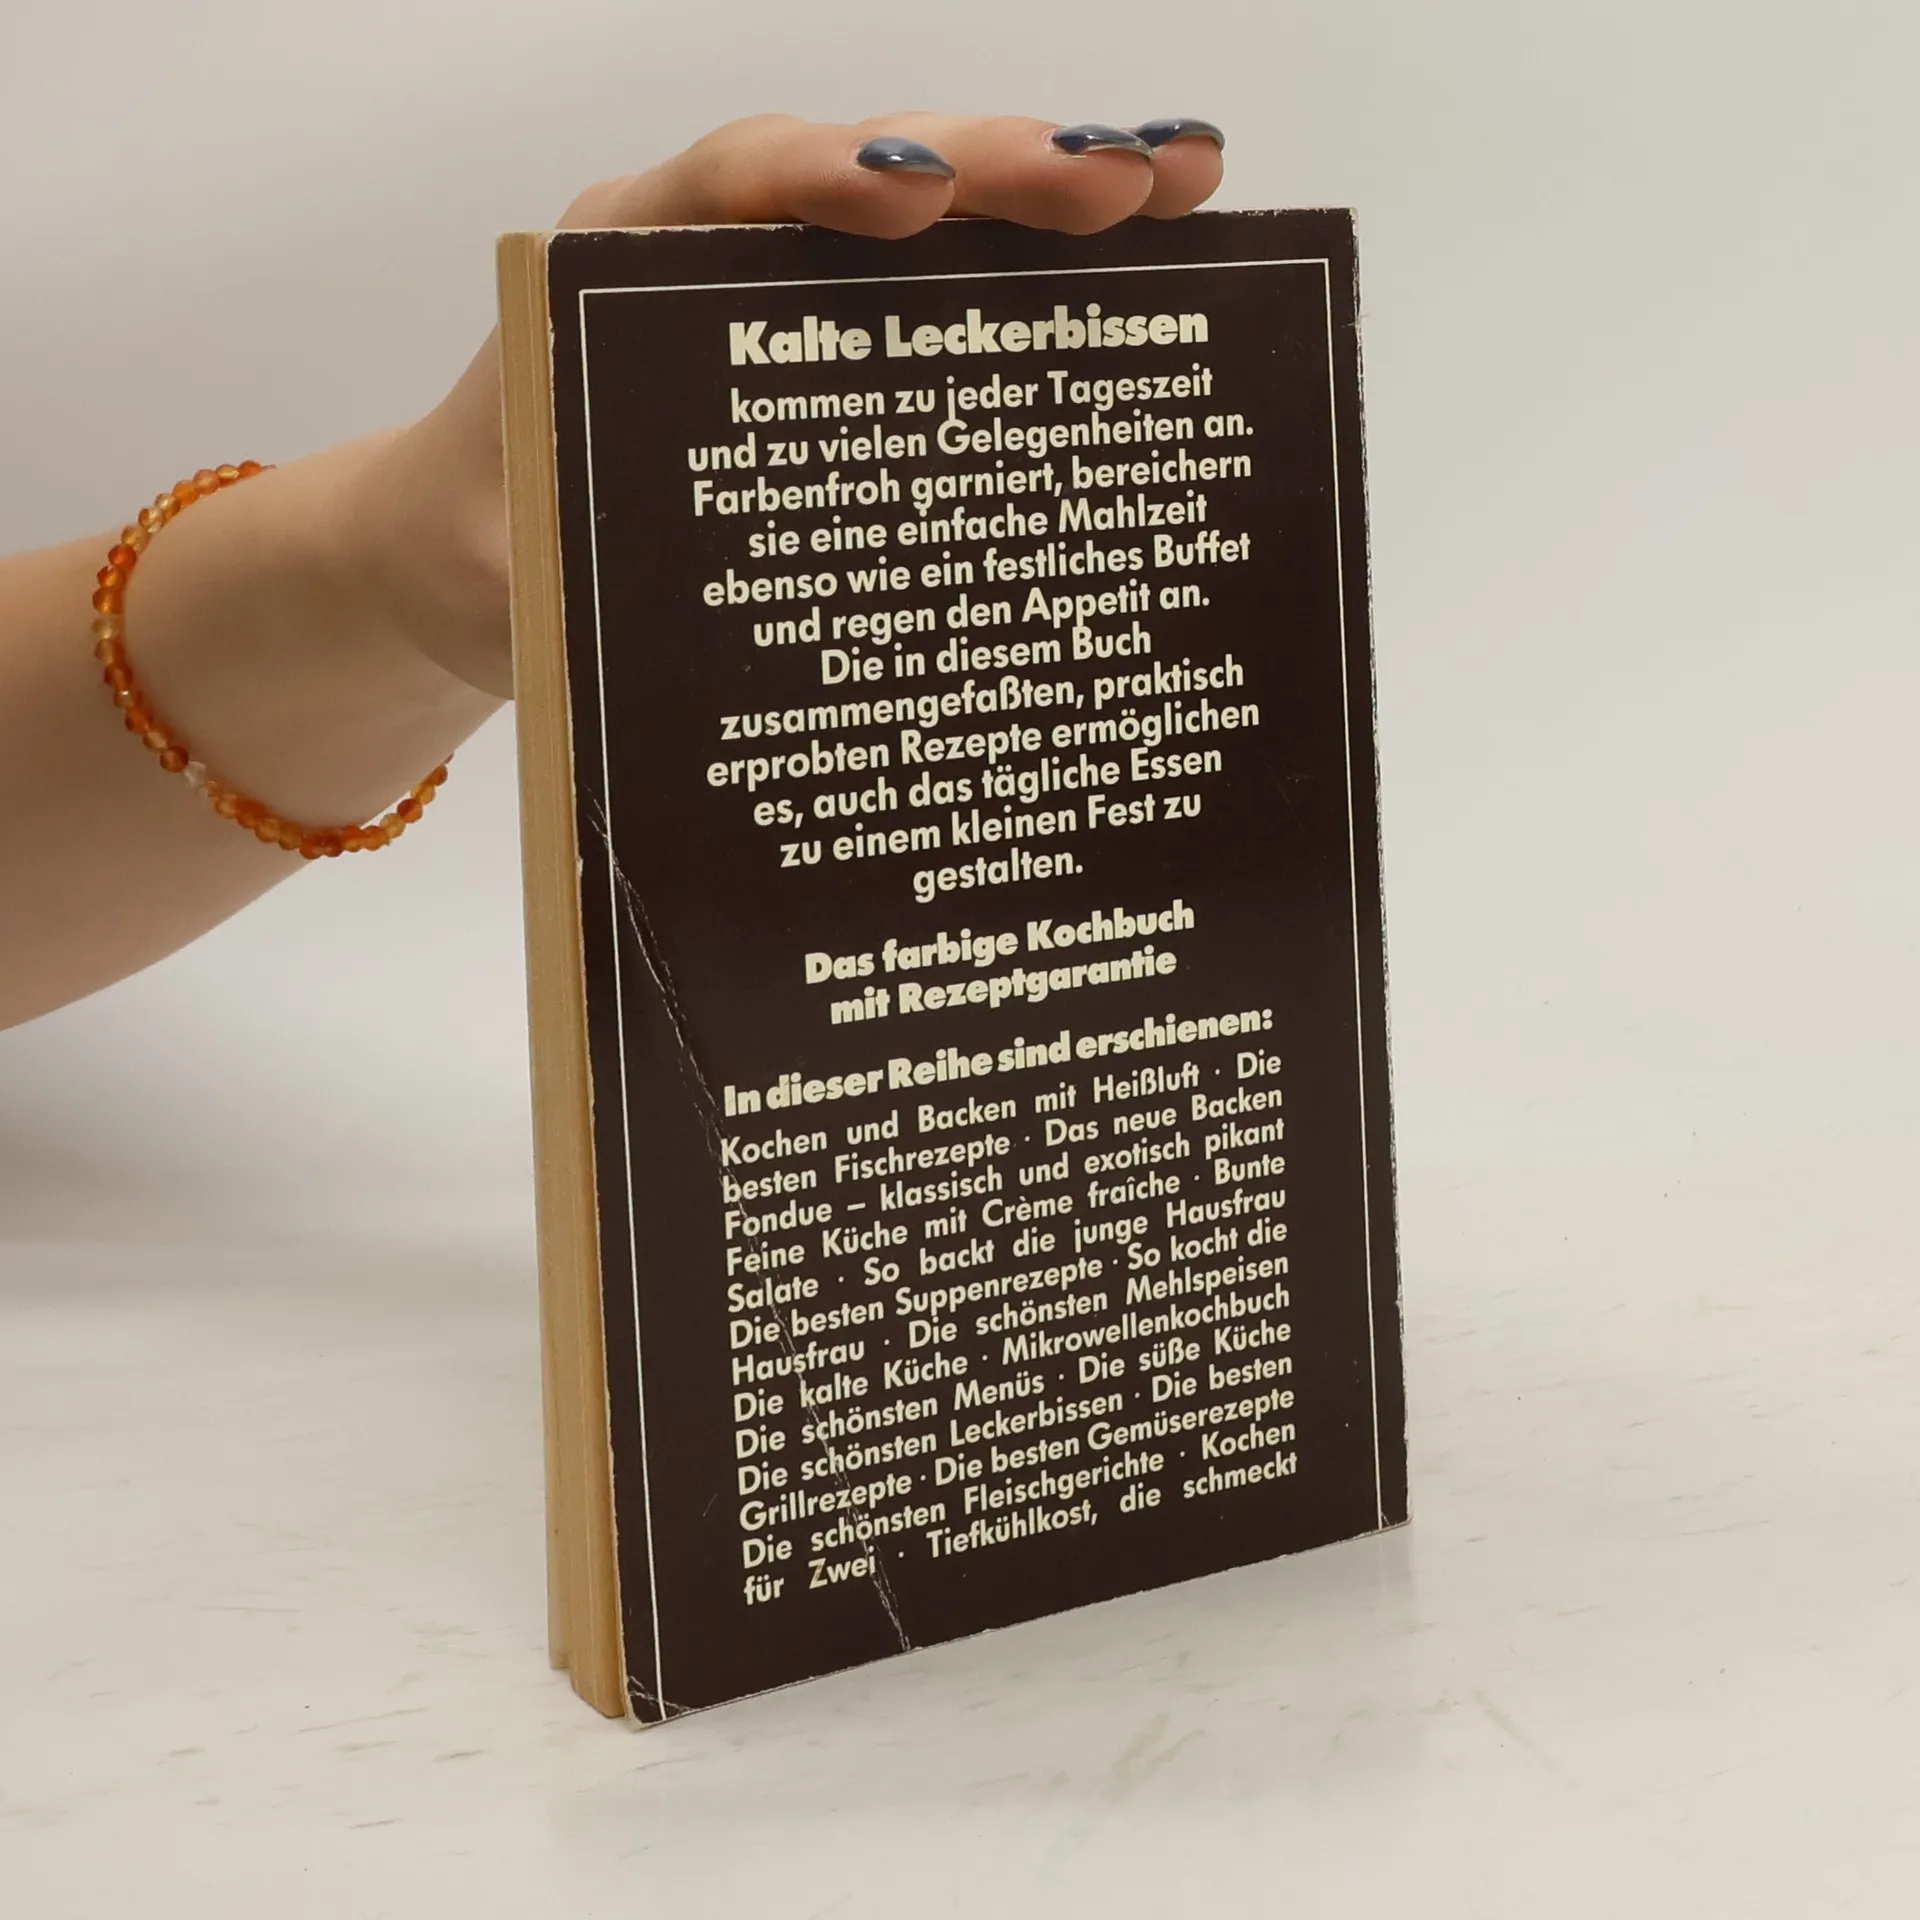 Kalte Leckerbissen
kommen zu jeder Tageszeit
und zu vielen Gelegenheiten an.
Farbenfroh garniert, bereichern
sie eine einfache Mahlzeit
ebenso wie ein festliches Buffet
und regen den Appetit an.
Die in diesem Buch
zusammengefaßten, praktisch
erprobten Rezepte ermöglichen
es, auch das tägliche Essen
zu einem kleinen Fest zu
gestalten.
Das farbige Kochbuch
mit Rezeptgarantie
In dieser Reihe sind erschienen:
Kochen und Backen mit Heißluft · Die
besten Fischrezepte · Das neue Backen
Fondue – klassisch und exotisch pikant
Feine Küche mit Crème fraîche · Bunte
Salate · So backt die junge Hausfrau
Die besten Suppenrezepte · So kocht die
Hausfrau · Die schönsten Mehlspeisen
Die kalte Küche · Mikrowellenkochbuch
Die schönsten Menüs · Die süße Küche
Die schönsten Leckerbissen · Die besten
Grillrezepte · Die besten Gemüserezepte
Die schönsten Fleischgerichte · Kochen
für Zwei · Tiefkühlkost, die schmeckt